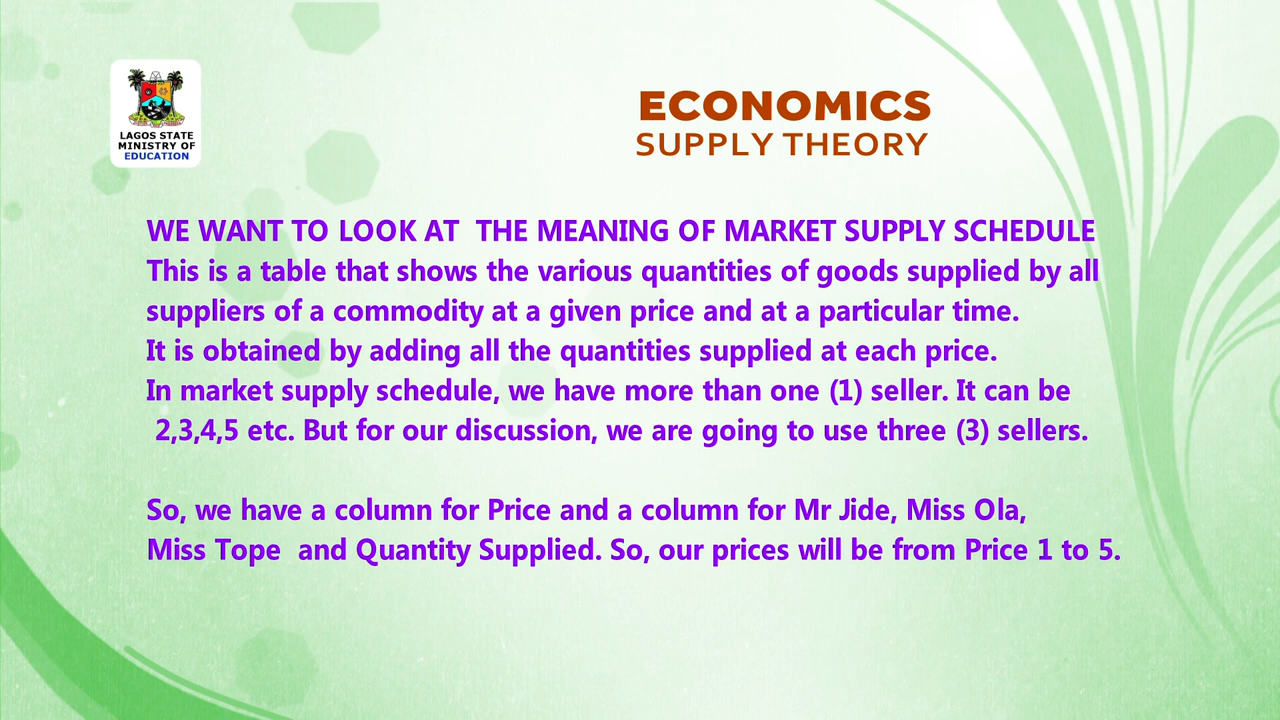 LAGOS STATE
MINISTRY OF
EDUCATION
ECONOMICS
SUPPLY THEORY
WE WANT TO LOOK AT  THE MEANING OF MARKET SUPPLY SCHEDULE
This is a table that shows the various quantities of goods supplied by all
suppliers of a commodity at a given price and at a particular time.
It is obtained by adding all the quantities supplied at each price.
In market supply schedule, we have more than one (1) seller. It can be
2,3,4,5 etc. But for our discussion, we are going to use three (3) sellers.
So, we have a column for Price and a column for Mr Jide, Miss Ola,
Miss Tope  and Quantity Supplied. So, our prices will be from Price 1 to 5.